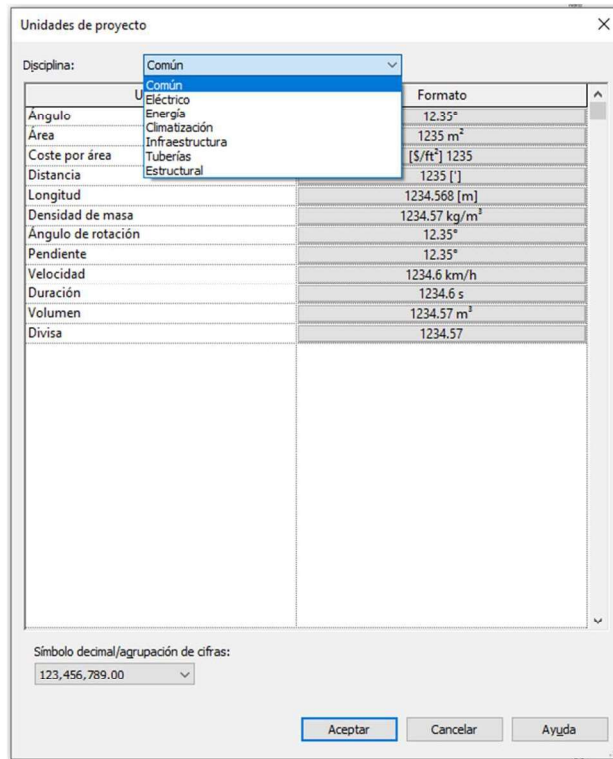 Unidades de proyecto
Disciplina: Común
Común
Eléctrico
Energía
Climatización
Infraestructura
Tuberías
Estructural
U Formato
Ángulo 12.35°
Área 1235 m²
Coste por área [$/ft²] 1235
Distancia 1235 [']
Longitud 1234.568 [m]
Densidad de masa 1234.57 kg/m³
Ángulo de rotación 12.35°
Pendiente 12.35°
Velocidad 1234.6 km/h
Duración 1234.6 s
Volumen 1234.57 m³
Divisa 1234.57
Símbolo decimal/agrupación de cifras:
123,456,789.00
Aceptar Cancelar Ayuda